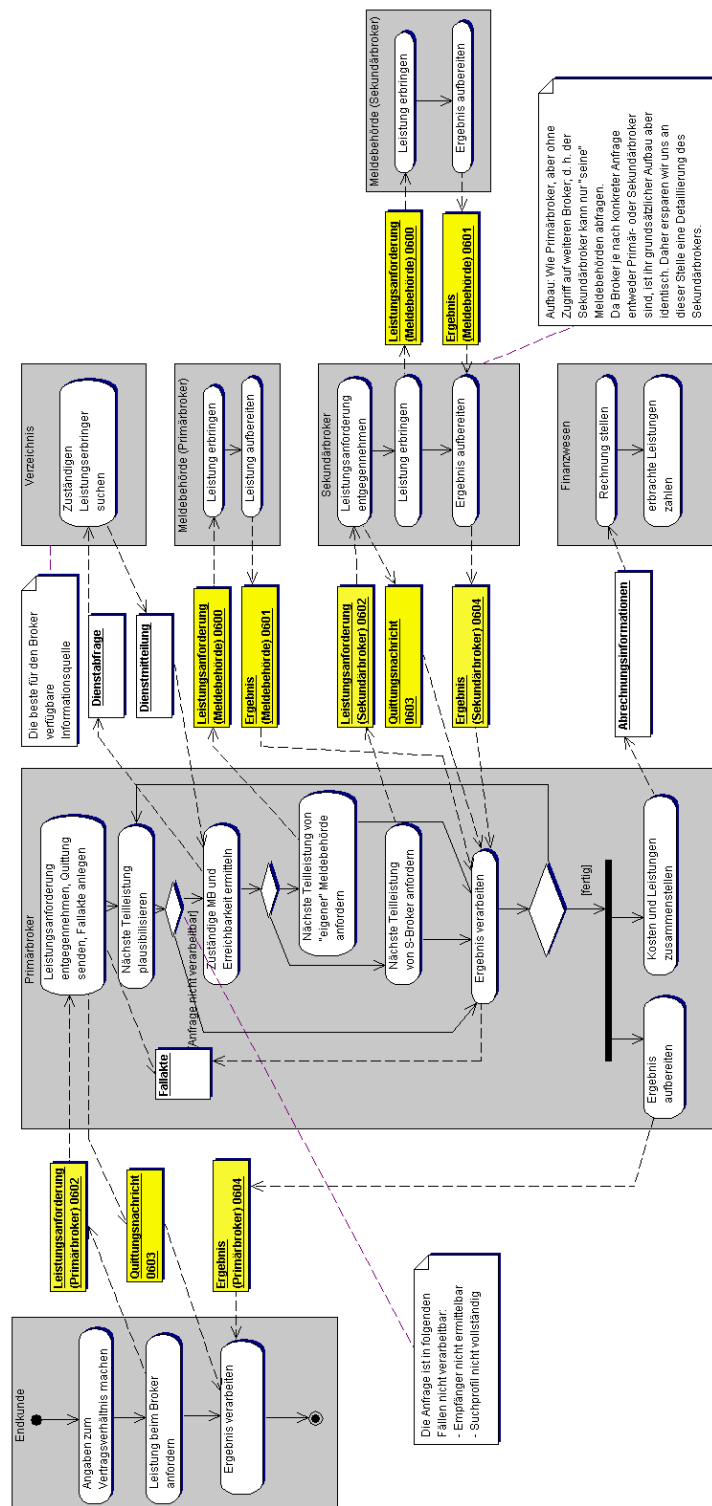 Endkunde
Angaben zum
Vertragsverhältnis machen
Leistung beim Broker
anfordern
Ergebnis verarbeiten
Leistungsanforderung
(Primärbroker) 0602
Quittungsnachricht
0603
Ergebnis
(Primärbroker) 0604
Die Anfrage ist in folgenden
Fällen nicht verarbeitbar:
- Empfänger nicht ermittelbar
- Suchprofil nicht vollständig
Primärbroker
Leistungsanforderung
entgegennehmen, Quittung
senden, Fallakte anlegen
Nächste Teilleistung
plausibilisieren
Fallakte
Anfrage nicht verarbeitbar]
Zuständige MB und
Erreichbarkeit ermitteln
Nächste Teilleistung von
"eigener" Meldebehörde
anfordern
Nächste Teilleistung
von S-Broker anfordern
Ergebnis verarbeiten
[fertig]
Ergebnis
aufbereiten
Kosten und Leistungen
zusammenstellen
Die beste für den Broker
verfügbare
Informationsquelle
Dienstabfrage
Dienstmitteilung
Leistungsanforderung
(Meldebehörde) 0600
Ergebnis
(Meldebehörde) 0601
Leistungsanforderung
(Sekundärbroker) 0602
Quittungsnachricht
0603
Ergebnis
(Sekundärbroker) 0604
Abrechnungsinformationen
Verzeichnis
Zuständigen
Leistungserbringer
suchen
Meldebehörde (Primärbroker)
Leistung erbringen
Leistung aufbereiten
Sekundärbroker
Leistungsanforderung
entgegennehmen
Leistung erbringen
Ergebnis aufbereiten
Finanzwesen
Rechnung stellen
erbrachte Leistungen
zahlen
Leistungsanforderung
(Meldebehörde) 0600
Ergebnis
(Meldebehörde) 0601
Meldebehörde (Sekundärbroker)
Leistung erbringen
Ergebnis aufbereiten
Aufbau: Wie Primärbroker, aber ohne
Zugriff auf weiteren Broker, d. h. der
Sekundärbroker kann nur "seine"
Meldebehörden abfragen.
Da Broker je nach konkreter Anfrage
entweder Primär- oder Sekundärbroker
sind, ist ihr grundsätzlicher Aufbau aber
identisch. Daher ersparen wir uns an
dieser Stelle eine Detaillierung des
Sekundärbrokers.